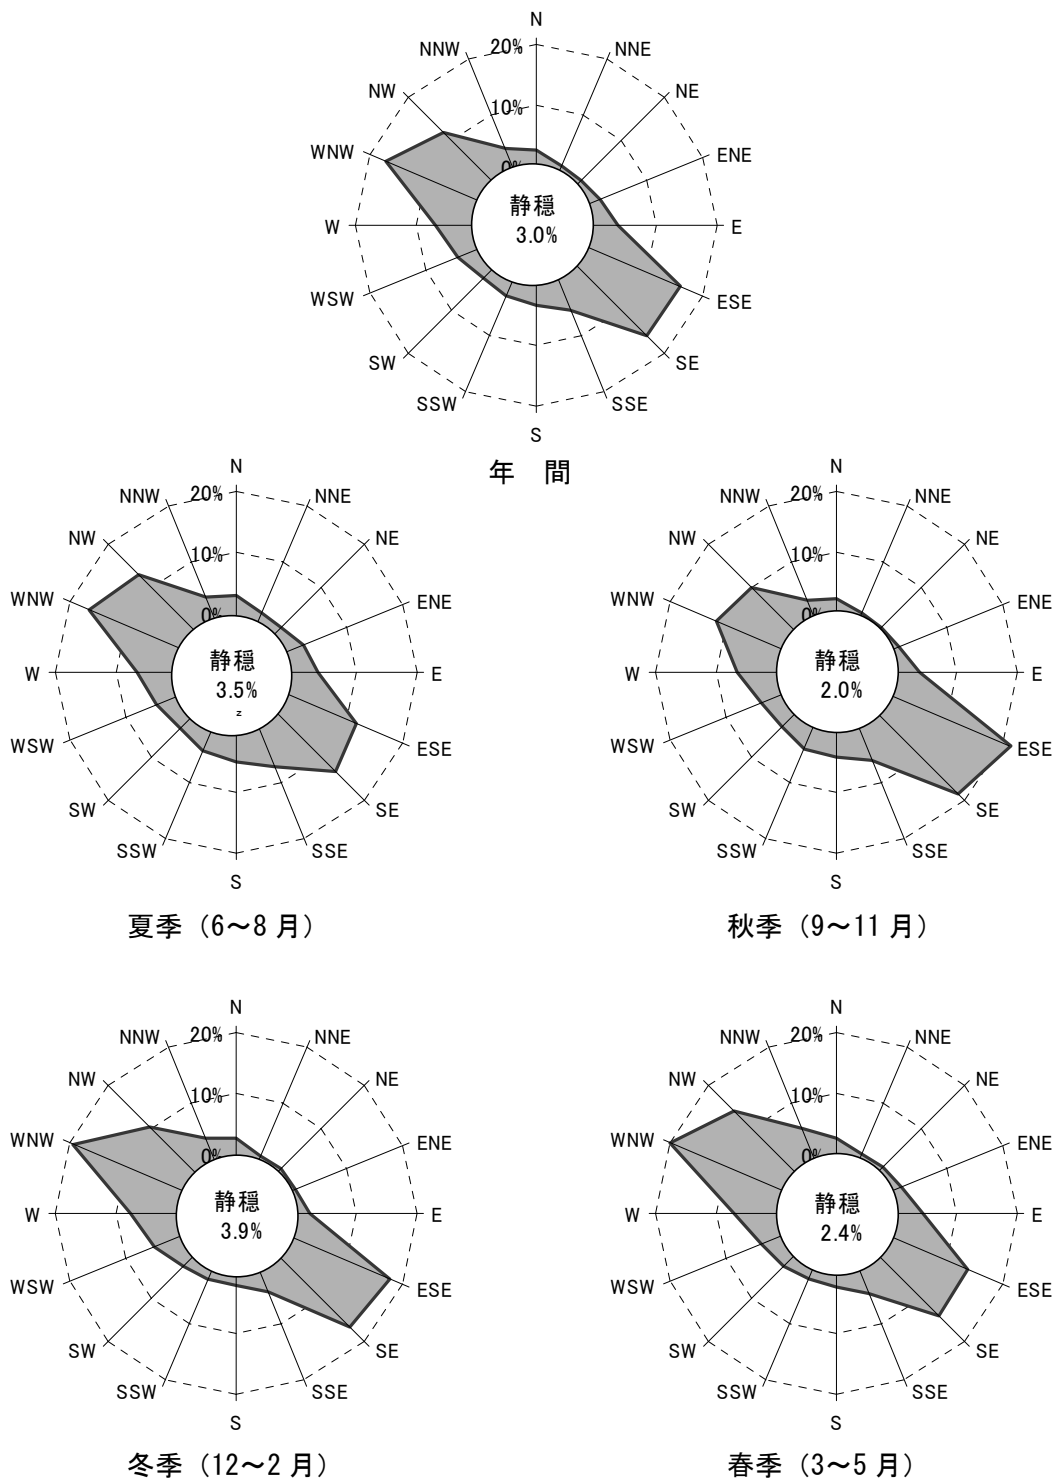 N
NNW
20%
NNE
NW
NE
10%
WNW
ENE
0%
静穏
3.0%
W
E
WSW
ESE
SW
SE
SSW
SSE
S
年 間
N
NNW
20%
NNE
NW
NE
10%
WNW
ENE
0%
静穏
3.5%
z
W
E
WSW
ESE
SW
SE
SSW
SSE
S
夏季（6～8 月）
N
NNW
20%
NNE
NW
NE
10%
WNW
ENE
0%
静穏
2.0%
W
E
WSW
ESE
SW
SE
SSW
SSE
S
秋季（9～11 月）
N
NNW
20%
NNE
NW
NE
10%
WNW
ENE
0%
静穏
3.9%
W
E
WSW
ESE
SW
SE
SSW
SSE
S
冬季（12～2 月）
N
NNW
20%
NNE
NW
NE
10%
WNW
ENE
0%
静穏
2.4%
W
E
WSW
ESE
SW
SE
SSW
SSE
S
春季（3～5 月）